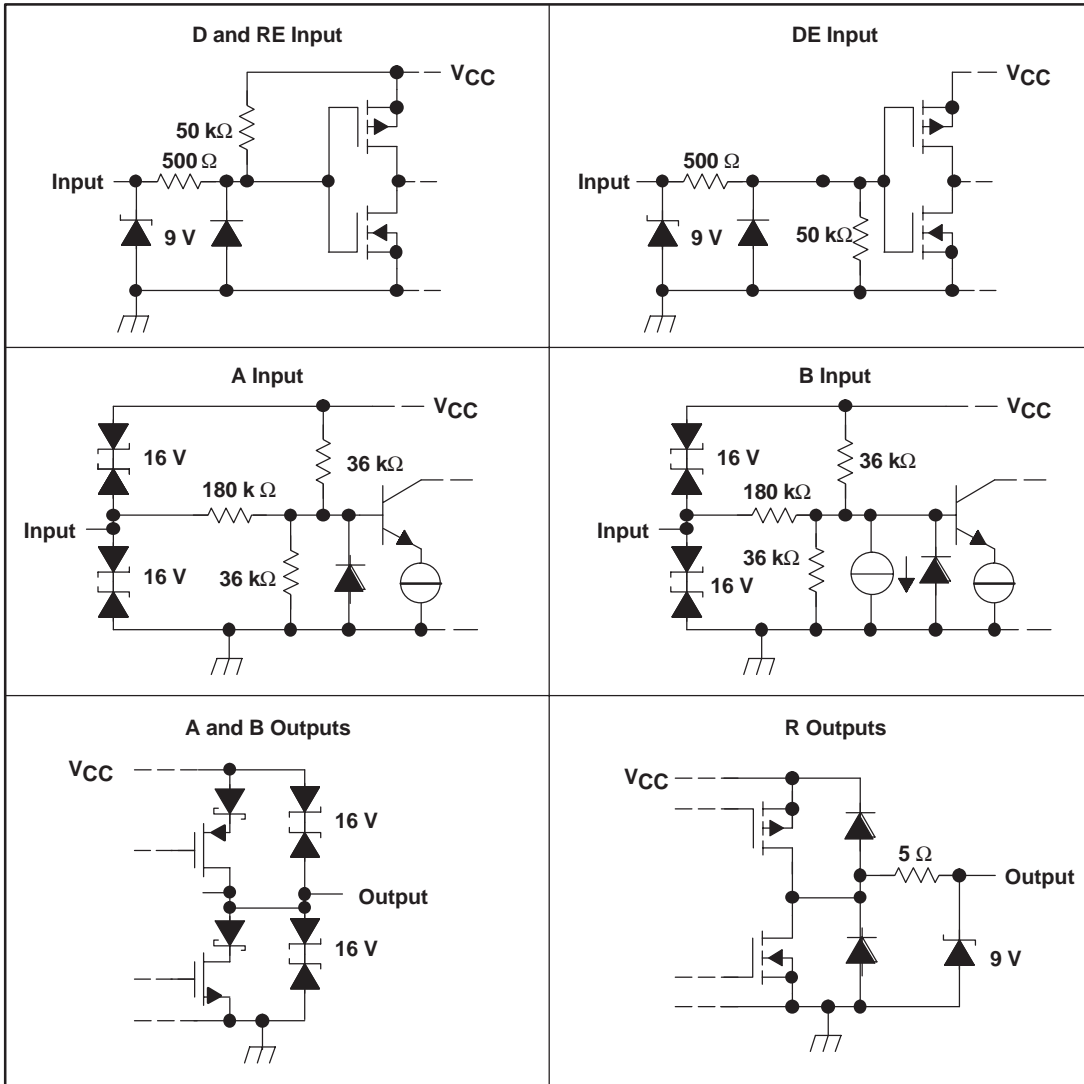 D and RE Input
VCC
50 kΩ
500 Ω
Input
9 V
DE Input
VCC
500 Ω
Input
50 kΩ
9 V
A Input
VCC
16 V
36 kΩ
180 k Ω
Input
16 V
36 kΩ
B Input
VCC
16 V
36 kΩ
180 kΩ
Input
36 kΩ
16 V
A and B Outputs
VCC
16 V
Output
16 V
R Outputs
VCC
5 Ω
Output
9 V